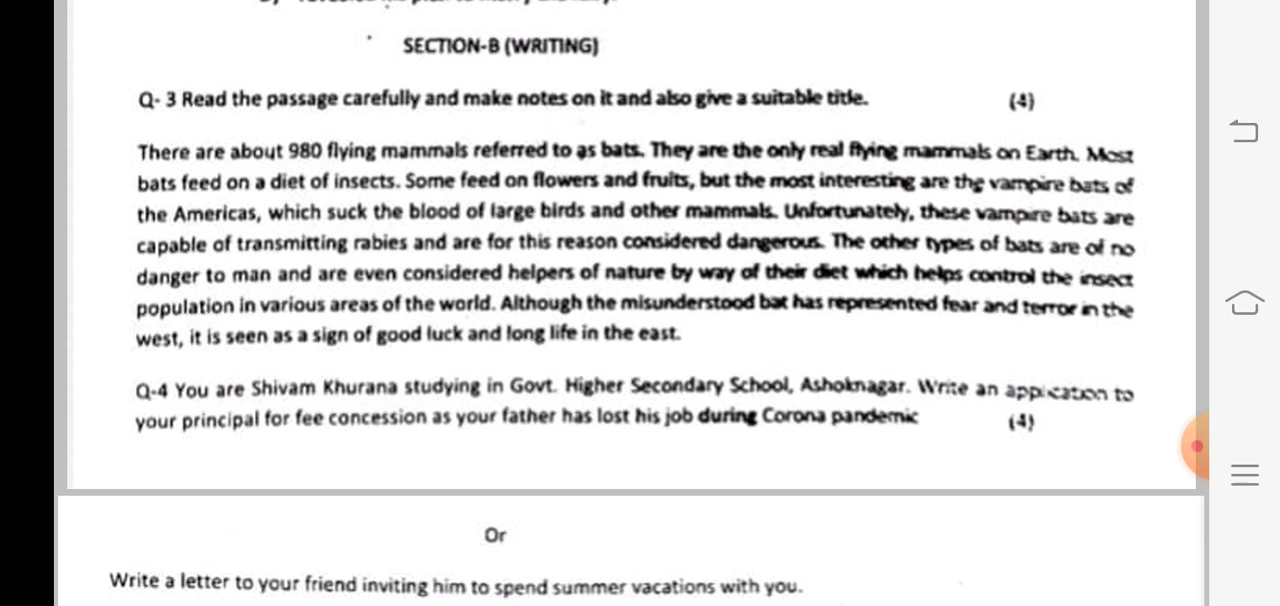 SECTION-B (WRITING)
Q- 3 Read the passage carefully and make notes on it and also give a suitable title. (4)
There are about 980 flying mammals referred to as bats. They are the only real flying mammals on Earth. Most
bats feed on a diet of insects. Some feed on flowers and fruits, but the most interesting are the vampire bats of
the Americas, which suck the blood of large birds and other mammals. Unfortunately, these vampire bats are
capable of transmitting rabies and are for this reason considered dangerous. The other types of bats are of no
danger to man and are even considered helpers of nature by way of their diet which helps control the insect
population in various areas of the world. Although the misunderstood bat has represented fear and terror in the
west, it is seen as a sign of good luck and long life in the east.
Q-4 You are Shivam Khurana studying in Govt. Higher Secondary School, Ashoknagar. Write an application to
your principal for fee concession as your father has lost his job during Corona pandemic (4)
Or
Write a letter to your friend inviting him to spend summer vacations with you.